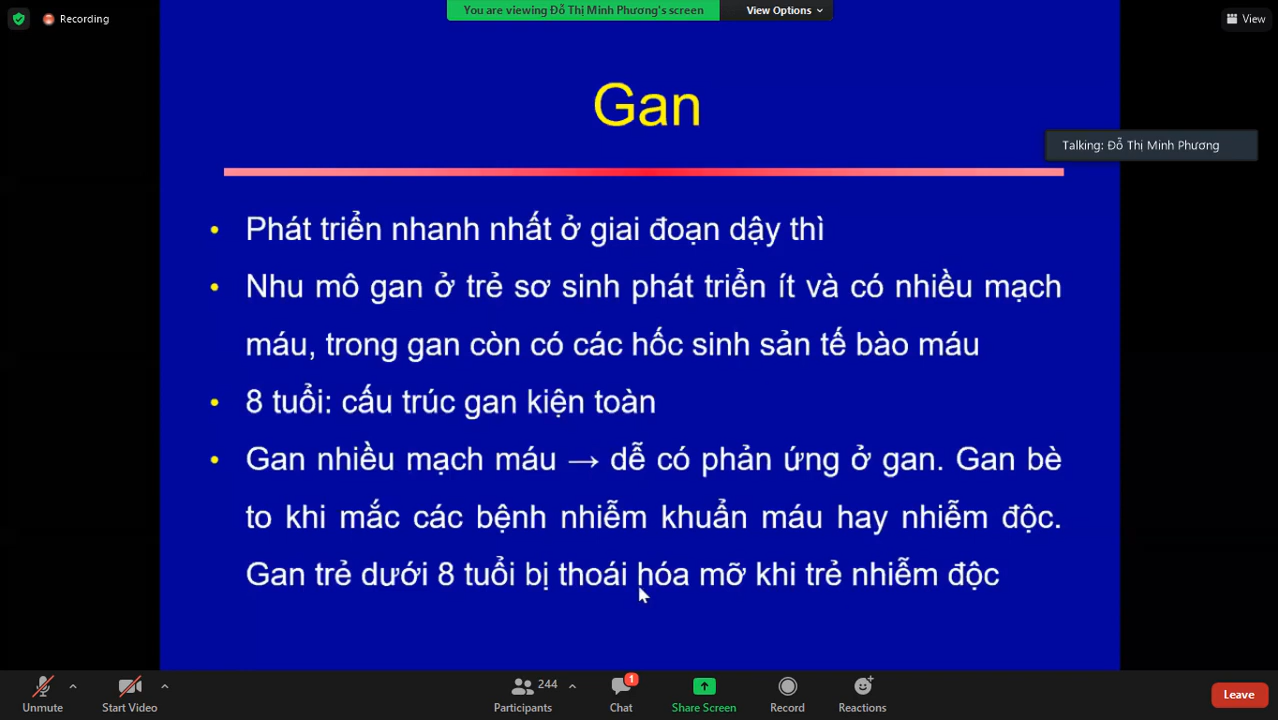 Recording
You are viewing Đỗ Thị Minh Phương's screen
View Options
View
Gan
Talking: Đỗ Thị Minh Phương
• Phát triển nhanh nhất ở giai đoạn dậy thì
• Nhu mô gan ở trẻ sơ sinh phát triển ít và có nhiều mạch
máu, trong gan còn có các hốc sinh sản tế bào máu
• 8 tuổi: cấu trúc gan kiện toàn
• Gan nhiều mạch máu → dễ có phản ứng ở gan. Gan bè
to khi mắc các bệnh nhiễm khuẩn máu hay nhiễm độc.
Gan trẻ dưới 8 tuổi bị thoái hóa mỡ khi trẻ nhiễm độc
Unmute
Start Video
244
Participants
1
Chat
Share Screen
Record
Reactions
Leave